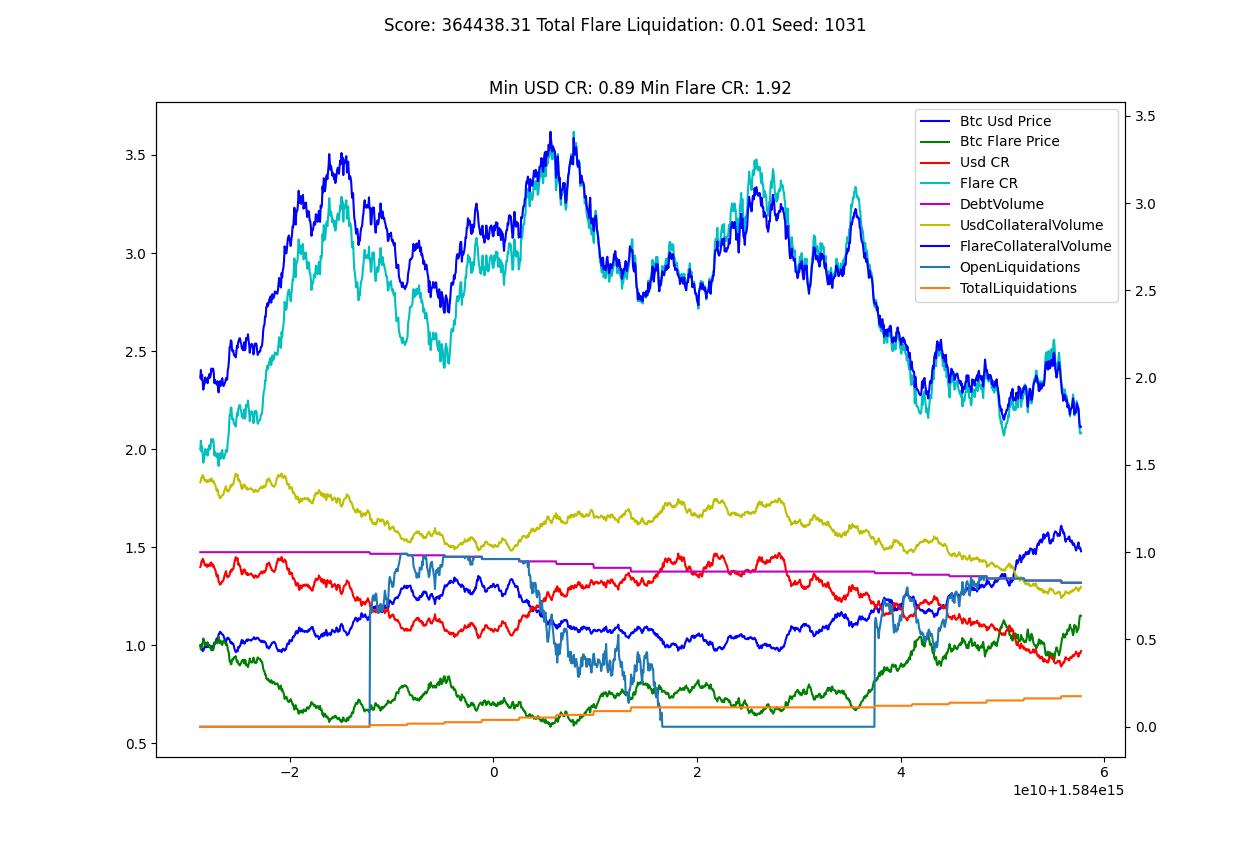 Score: 364438.31 Total Flare Liquidation: 0.01 Seed: 1031
Min USD CR: 0.89 Min Flare CR: 1.92
3.5
3.0
2.5
2.0
1.5
1.0
0.5
Btc Usd Price
Btc Flare Price
Usd CR
Flare CR
DebtVolume
UsdCollateralVolume
FlareCollateralVolume
OpenLiquidations
TotalLiquidations
3.5
3.0
2.5
2.0
1.5
1.0
0.5
0.0
−2 0 2 4 6
1e10+1.584e15